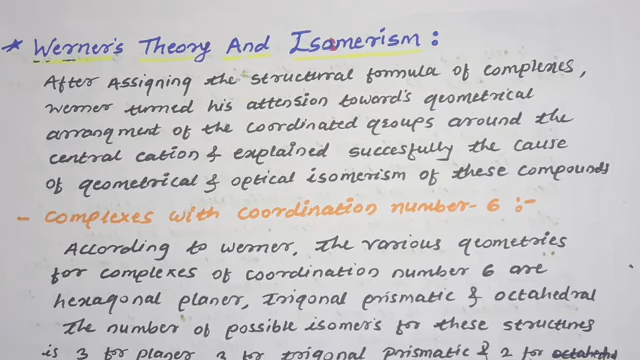 * Werner's Theory And Isomerism :
After Assigning the structural formula of complexes,
Werner turned his attension toward's geometrical
arrangment of the coordinated groups around the
central cation & explained succesfully the cause
of geometrical & optical isomerism of these compounds
- Complexes with coordination number - 6 :-
According to werner, the various geometries
for complexes of coordination number 6 are
hexagonal planer, trigonal prismatic & octahedral
The number of possible isomers for these structures
is 3 for planer 3 for trigonal prismatic & 2 for octahedral